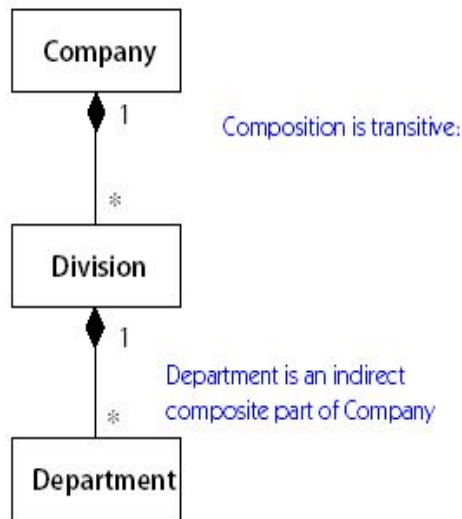 Company
1
Composition is transitive:
*
Division
1
Department is an indirect
composite part of Company
*
Department